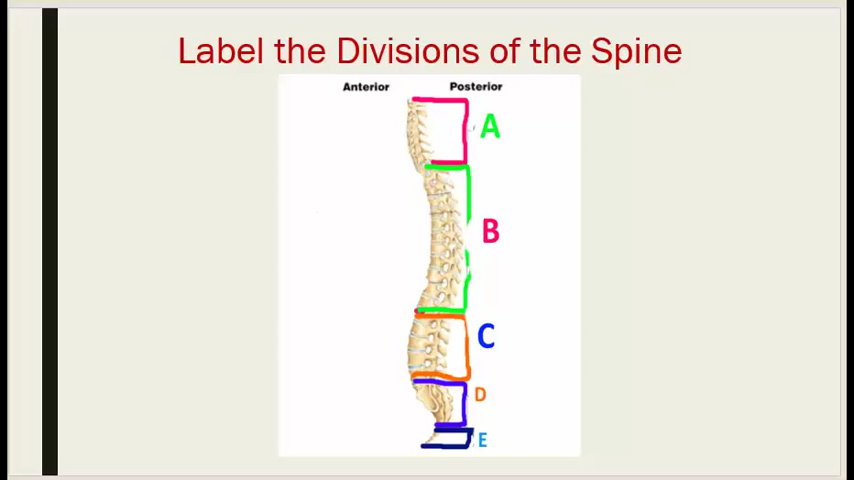 Label the Divisions of the Spine
Anterior Posterior
A
B
C
D
E